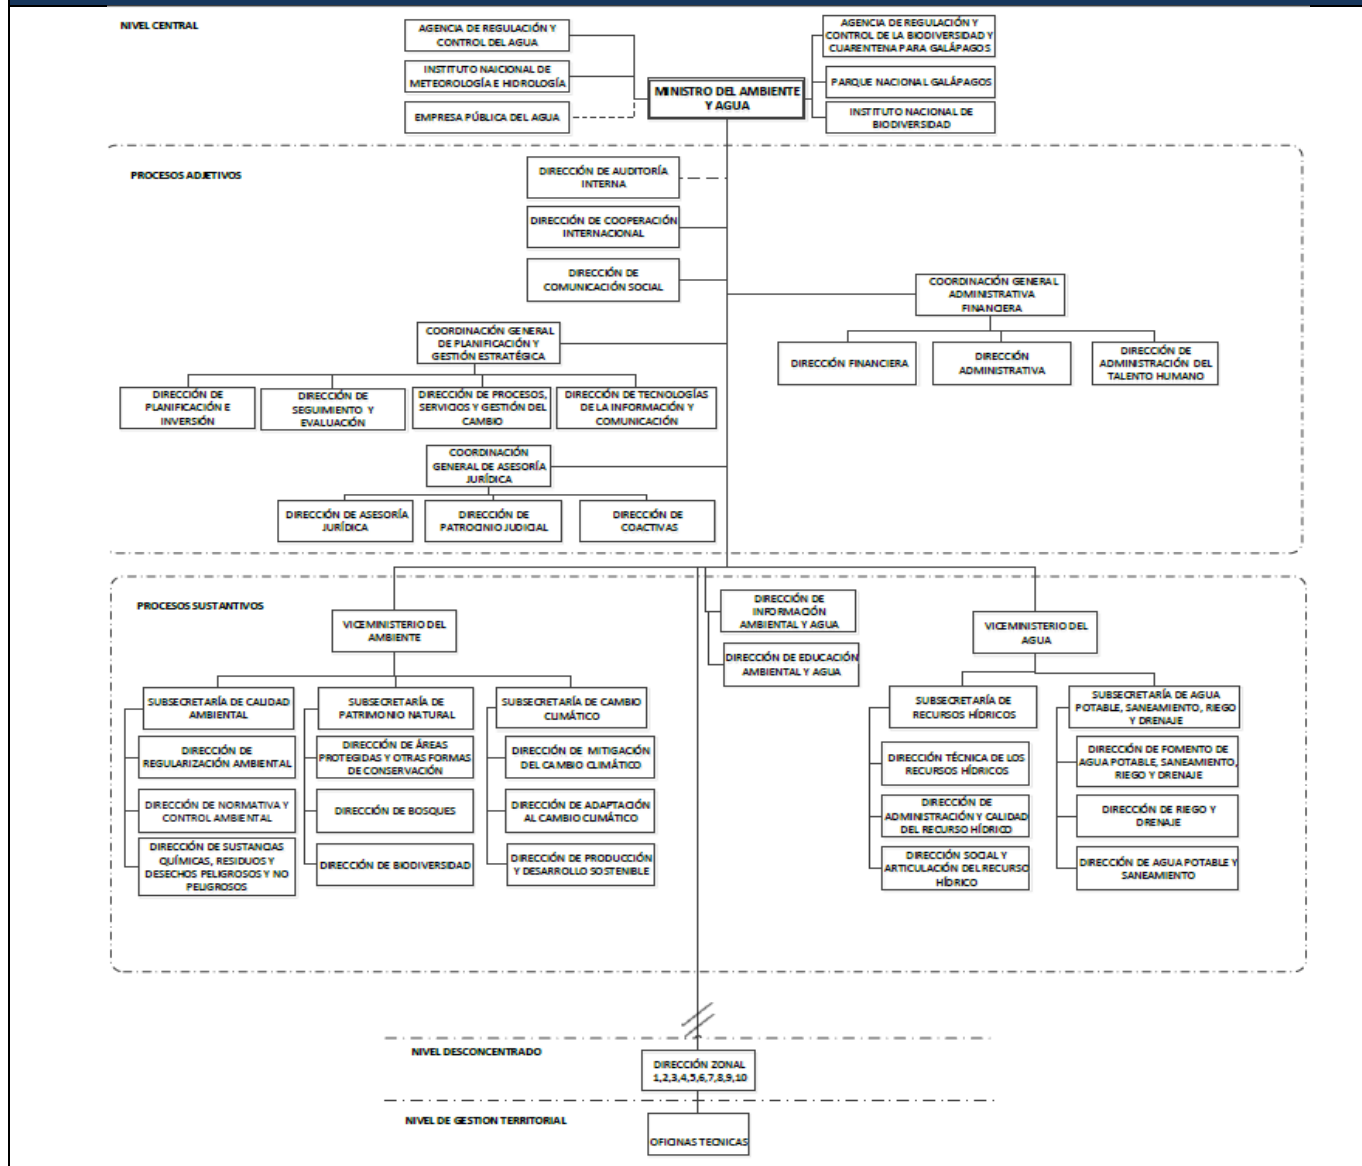 NIVEL CENTRAL
AGENCIA DE REGULACIÓN Y
CONTROL DEL AGUA
INSTITUTO NAICIONAL DE
METEOROLOGÍA E HIDROLOGÍA
EMPRESA PÚBLICA DEL AGUA
MINISTRO DEL AMBIENTE
Y AGUA
AGENCIA DE REGULACIÓN Y
CONTROL DE LA BIODIVERSIDAD Y
CUARENTENA PARA GALÁPAGOS
PARQUE NACIONAL GALÁPAGOS
INSTITUTO NACIONAL DE
BIODIVERSIDAD
PROCESOS ADJETIVOS
DIRECCIÓN DE AUDITORÍA
INTERNA
DIRECCIÓN DE COOPERACIÓN
INTERNACIONAL
DIRECCIÓN DE
COMUNICACIÓN SOCIAL
COORDINACIÓN GENERAL
ADMINISTRATIVA
FINANCIERA
DIRECCIÓN FINANCIERA
DIRECCIÓN
ADMINISTRATIVA
DIRECCIÓN DE
ADMINISTRACIÓN DEL
TALENTO HUMANO
COORDINACIÓN GENERAL
DE PLANIFICACIÓN Y
GESTIÓN ESTRATÉGICA
DIRECCIÓN DE
PLANIFICACIÓN E
INVERSIÓN
DIRECCIÓN DE
SEGUIMIENTO Y
EVALUACIÓN
DIRECCIÓN DE PROCESOS,
SERVICIOS Y GESTIÓN DEL
CAMBIO
DIRECCIÓN DE TECNOLOGÍAS
DE LA INFORMACIÓN Y
COMUNICACIÓN
COORDINACIÓN
GENERAL DE ASESORÍA
JURÍDICA
DIRECCIÓN DE ASESORÍA
JURÍDICA
DIRECCIÓN DE
PATROCINIO JUDICIAL
DIRECCIÓN DE
COACTIVAS
PROCESOS SUSTANTIVOS
VICEMINISTERIO DEL
AMBIENTE
DIRECCIÓN DE
INFORMACIÓN
AMBIENTAL Y AGUA
DIRECCIÓN DE EDUCACIÓN
AMBIENTAL Y AGUA
VICEMINISTERIO DEL
AGUA
SUBSECRETARÍA DE CALIDAD
AMBIENTAL
DIRECCIÓN DE
REGULARIZACIÓN AMBIENTAL
DIRECCIÓN DE NORMATIVA Y
CONTROL AMBIENTAL
DIRECCIÓN DE SUSTANCIAS
QUÍMICAS, RESIDUOS Y
DESECHOS PELIGROSOS Y NO
PELIGROSOS
SUBSECRETARÍA DE
PATRIMONIO NATURAL
DIRECCIÓN DE ÁREAS
PROTEGIDAS Y OTRAS FORMAS
DE CONSERVACIÓN
DIRECCIÓN DE BOSQUES
DIRECCIÓN DE BIODIVERSIDAD
SUBSECRETARÍA DE CAMBIO
CLIMÁTICO
DIRECCIÓN DE MITIGACIÓN
DEL CAMBIO CLIMÁTICO
DIRECCIÓN DE ADAPTACIÓN
AL CAMBIO CLIMÁTICO
DIRECCIÓN DE PRODUCCIÓN
Y DESARROLLO SOSTENIBLE
SUBSECRETARÍA DE
RECURSOS HÍDRICOS
DIRECCIÓN TÉCNICA DE LOS
RECURSOS HÍDRICOS
DIRECCIÓN DE
ADMINISTRACIÓN Y CALIDAD
DEL RECURSO HÍDRICO
DIRECCIÓN SOCIAL Y
ARTICULACIÓN DEL RECURSO
HÍDRICO
SUBSECRETARÍA DE AGUA
POTABLE, SANEAMIENTO, RIEGO
Y DRENAJE
DIRECCIÓN DE FOMENTO DE
AGUA POTABLE, SANEAMIENTO,
RIEGO Y DRENAJE
DIRECCIÓN DE RIEGO Y
DRENAJE
DIRECCIÓN DE AGUA POTABLE Y
SANEAMIENTO
NIVEL DESCONCENTRADO
DIRECCIÓN ZONAL
1,2,3,4,5,6,7,8,9,10
NIVEL DE GESTION TERRITORIAL
OFICINAS TECNICAS